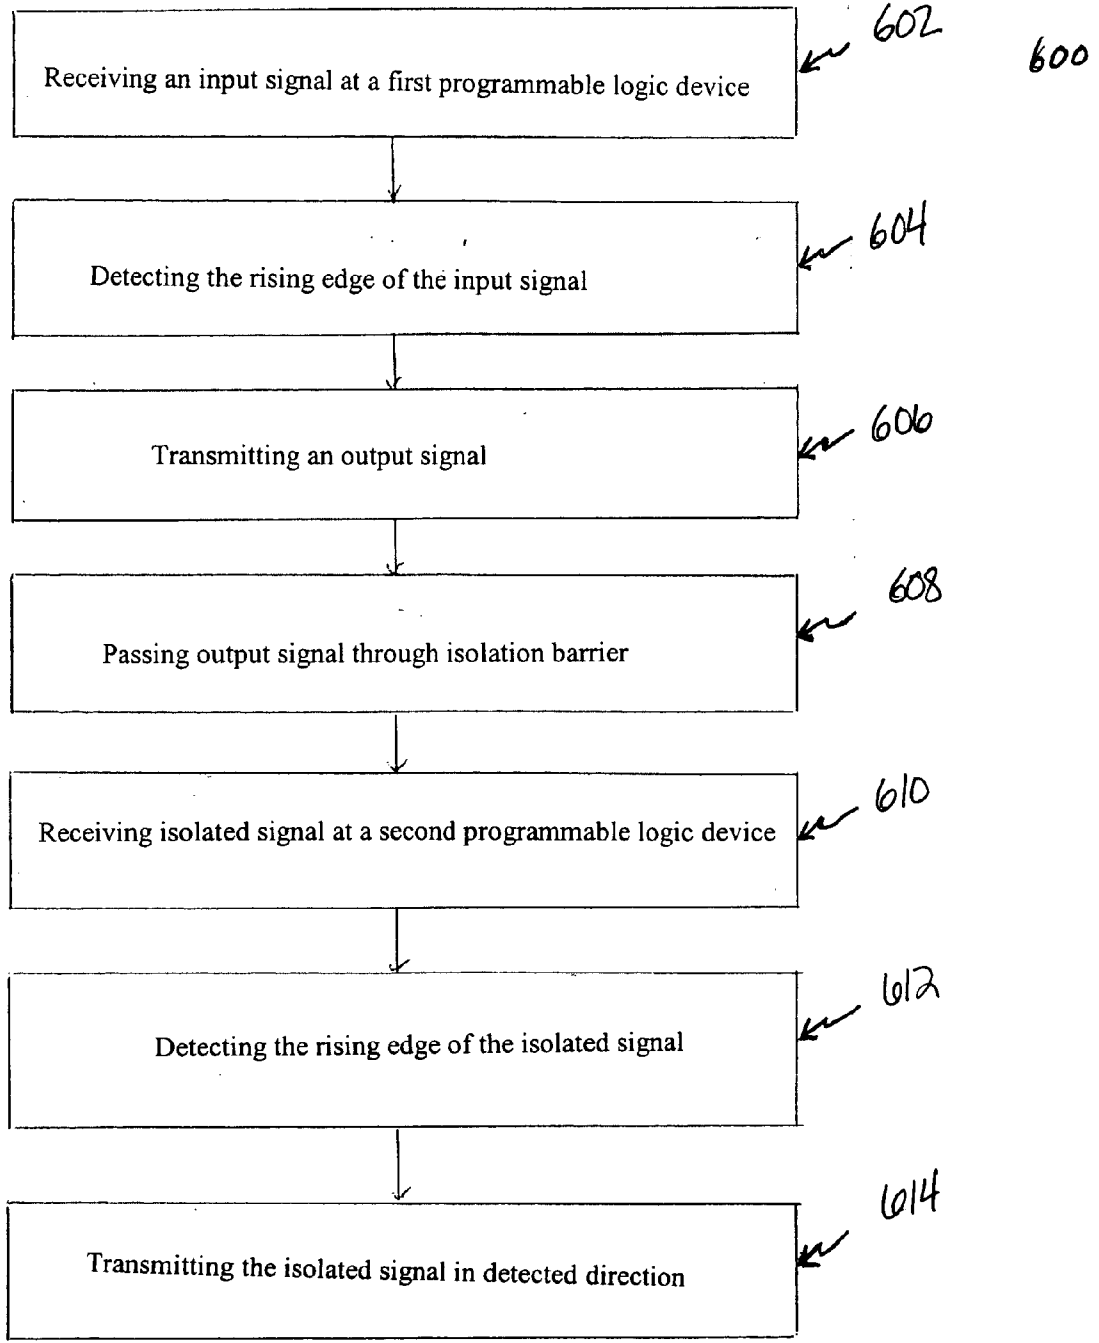 602
600
Receiving an input signal at a first programmable logic device
604
Detecting the rising edge of the input signal
606
Transmitting an output signal
608
Passing output signal through isolation barrier
610
Receiving isolated signal at a second programmable logic device
612
Detecting the rising edge of the isolated signal
614
Transmitting the isolated signal in detected direction